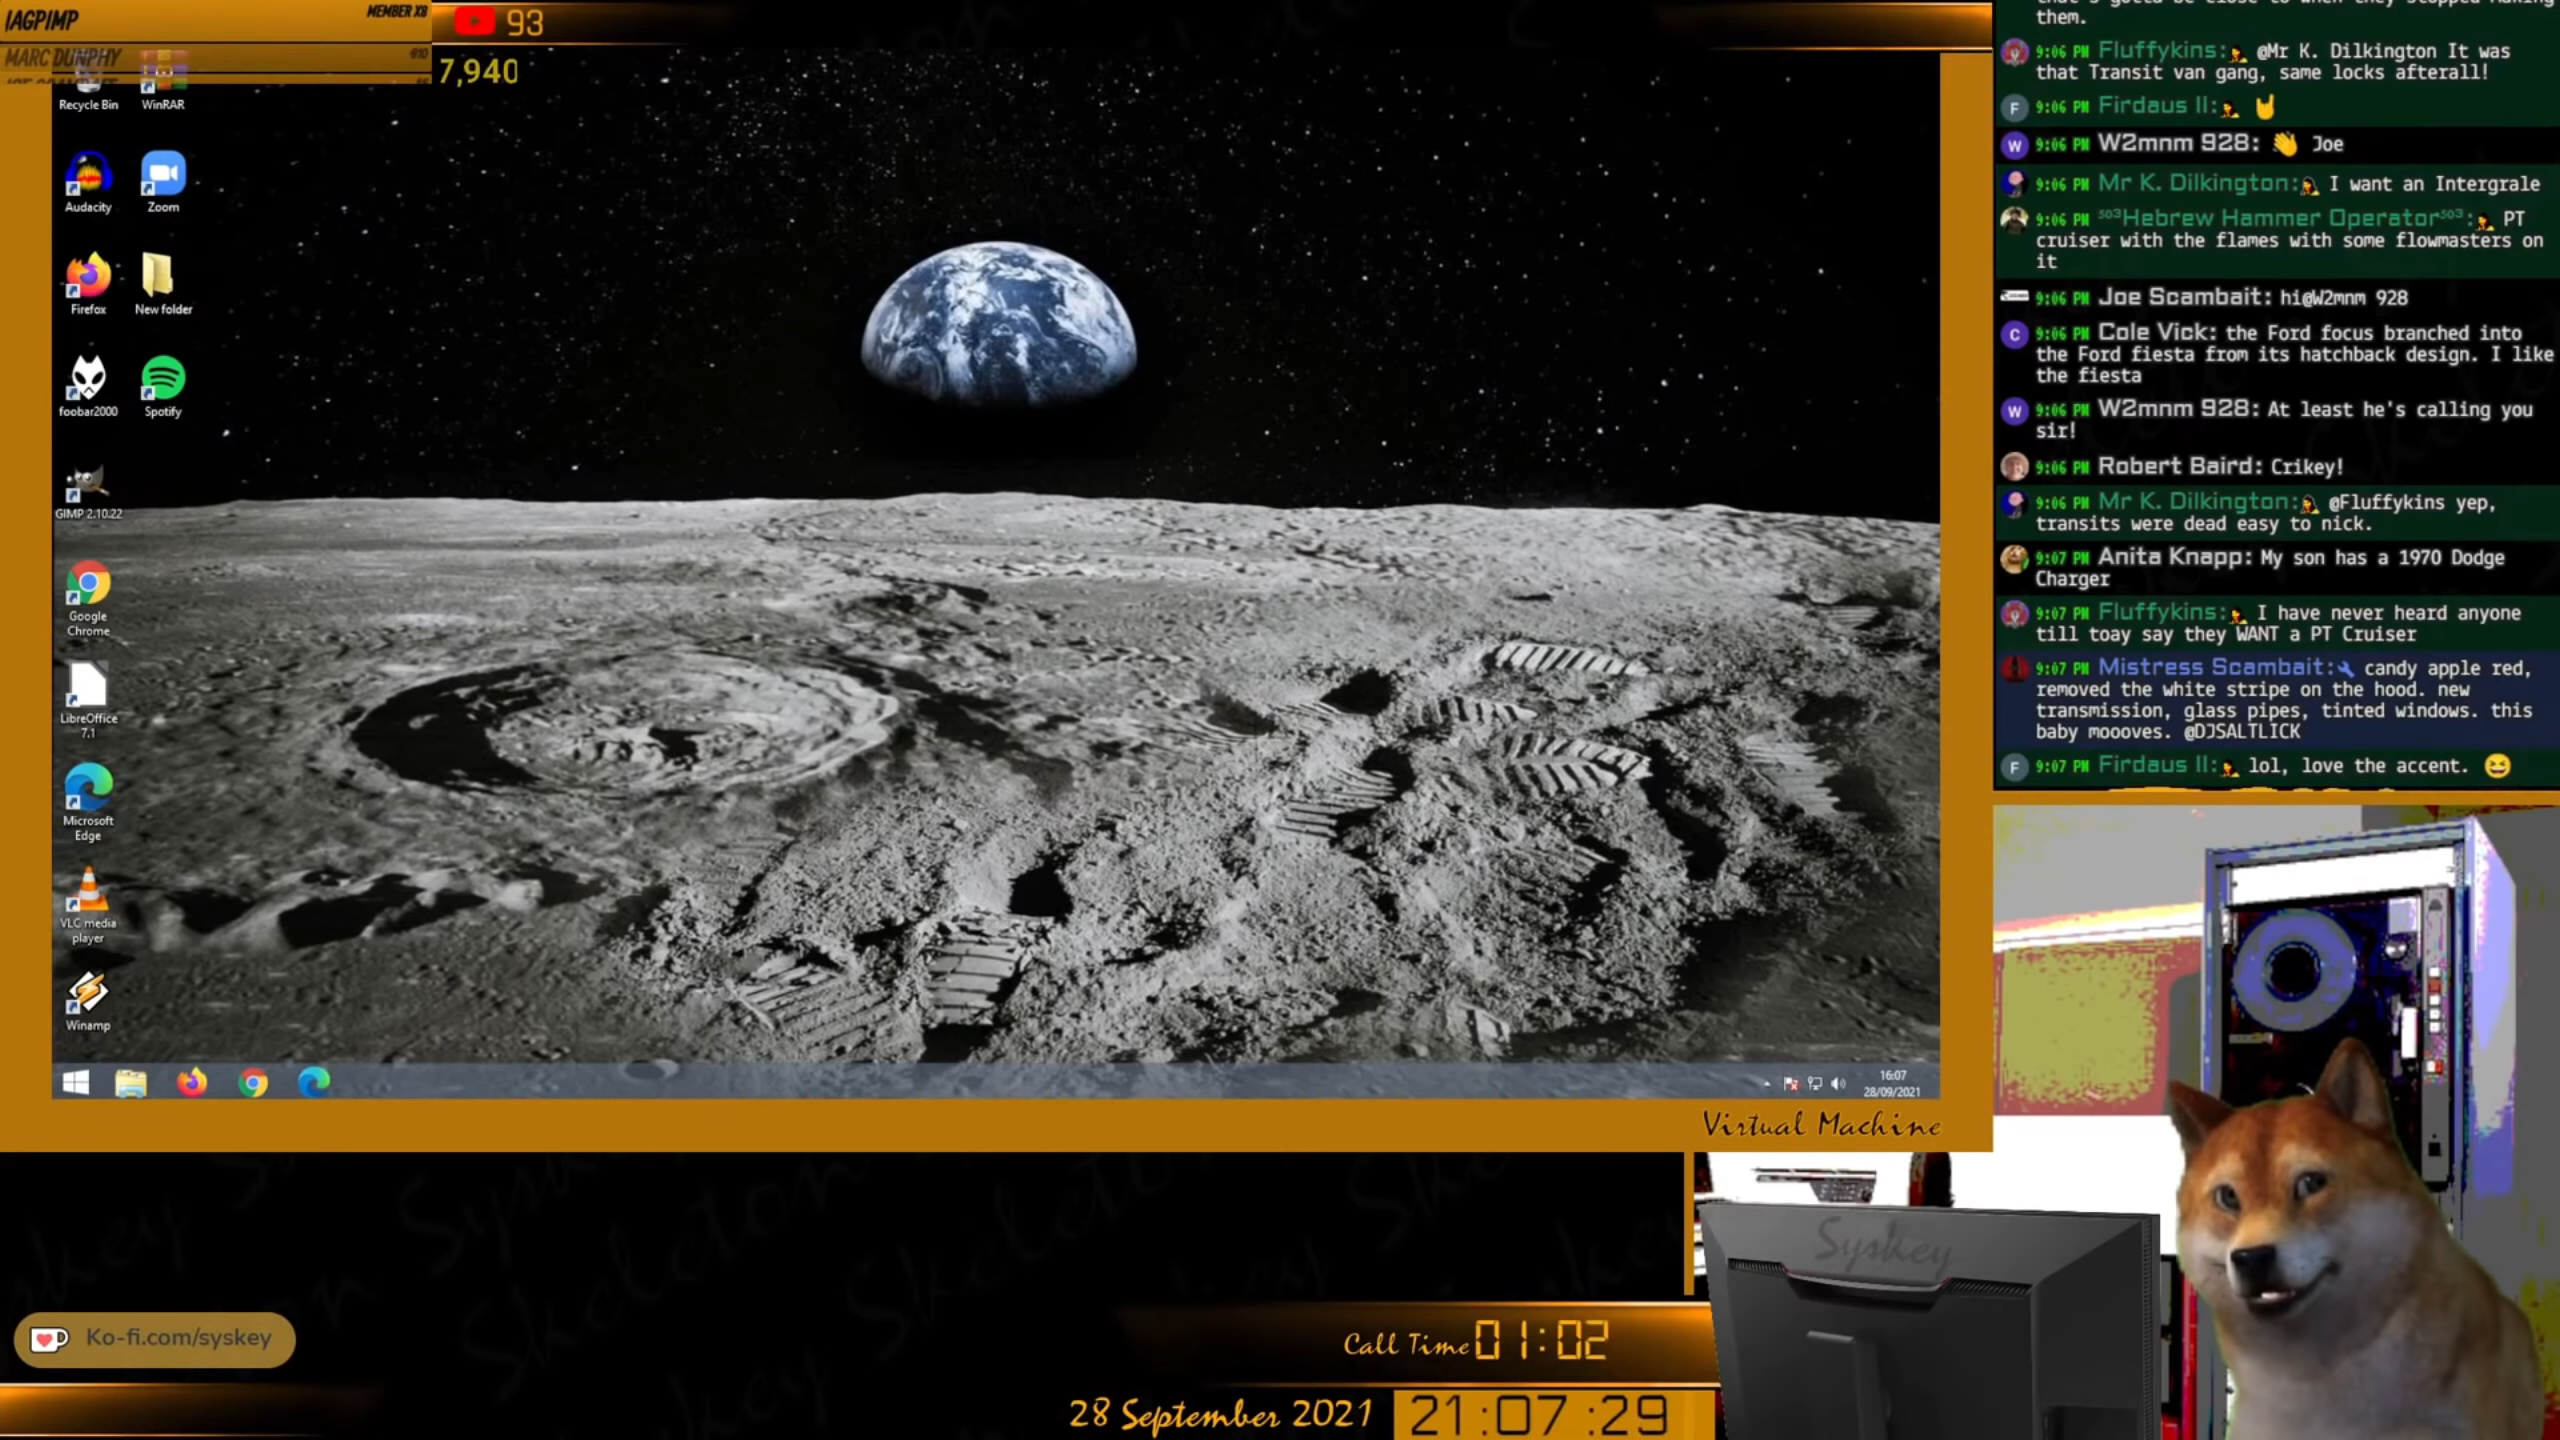 IAGPIMP
MEMBER X8
MARC DUNPHY
93
7,940
Recycle Bin
WinRAR
Audacity
Zoom
Firefox
New folder
foobar2000
Spotify
GIMP 2.10.22
Google
Chrome
LibreOffice
7.1
Microsoft
Edge
VLC media
player
Winamp
16:07
28/09/2021
Virtual Machine
them.
9:06 PM Fluffykins: @Mr K. Dilkington It was
that Transit van gang, same locks afterall!
F 9:06 PM Firdaus II: 🤘
W 9:06 PM W2mnm 928: 👋 Joe
9:06 PM Mr K. Dilkington: I want an Intergrale
9:06 PM ⁵⁰³Hebrew Hammer Operator⁵⁰³: PT
cruiser with the flames with some flowmasters on
it
9:06 PM Joe Scambait: hi@W2mnm 928
C 9:06 PM Cole Vick: the Ford focus branched into
the Ford fiesta from its hatchback design. I like
the fiesta
W 9:06 PM W2mnm 928: At least he's calling you
sir!
9:06 PM Robert Baird: Crikey!
9:06 PM Mr K. Dilkington: @Fluffykins yep,
transits were dead easy to nick.
9:07 PM Anita Knapp: My son has a 1970 Dodge
Charger
9:07 PM Fluffykins: I have never heard anyone
till toay say they WANT a PT Cruiser
9:07 PM Mistress Scambait: candy apple red,
removed the white stripe on the hood. new
transmission, glass pipes, tinted windows. this
baby moooves. @DJSALTLICK
F 9:07 PM Firdaus II: lol, love the accent. 😆
Syskey
Ko-fi.com/syskey
Call Time 01:02
28 September 2021 21:07:29